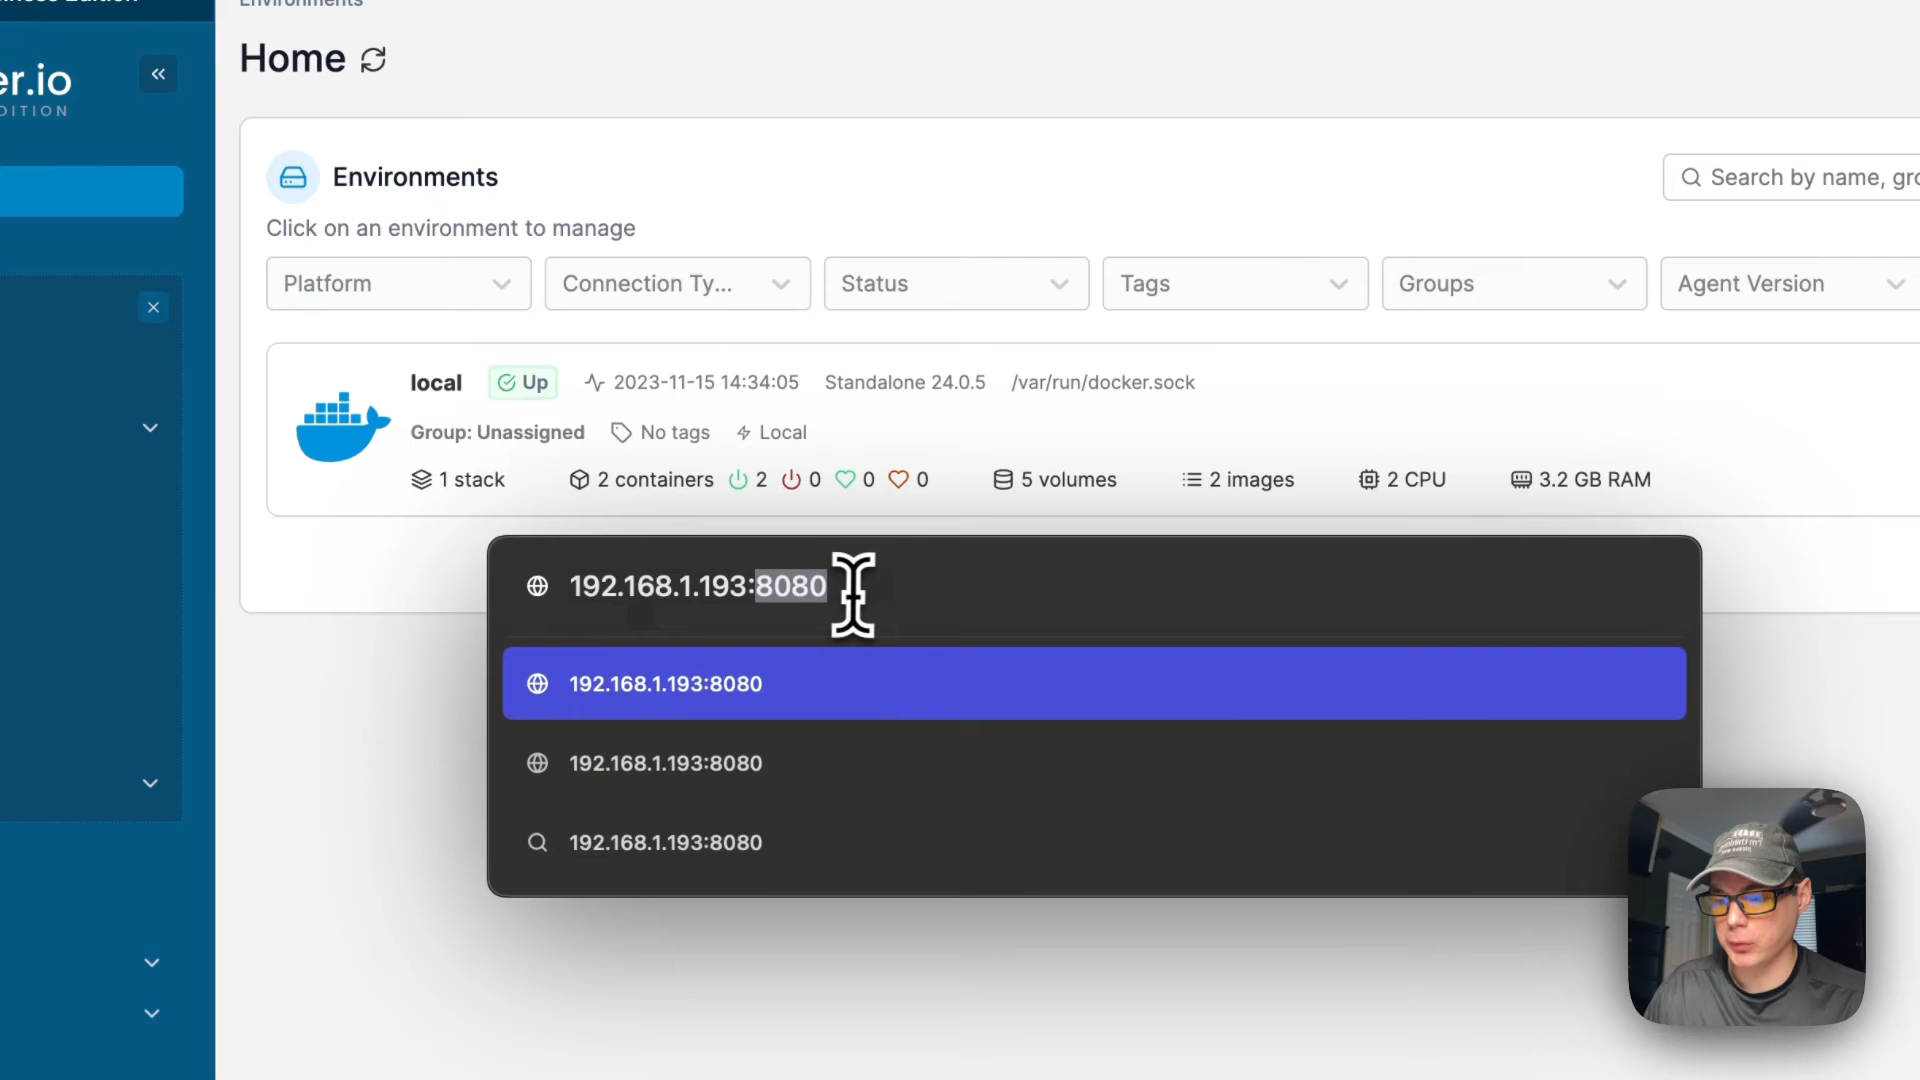 Home
er.io
DITION
Environments
Search by name, gro
Click on an environment to manage
Platform
Connection Ty...
Status
Tags
Groups
Agent Version
local
Up
2023-11-15 14:34:05
Standalone 24.0.5
/var/run/docker.sock
Group: Unassigned
No tags
Local
1 stack
2 containers
2
0
0
0
5 volumes
2 images
2 CPU
3.2 GB RAM
192.168.1.193:8080
192.168.1.193:8080
192.168.1.193:8080
192.168.1.193:8080